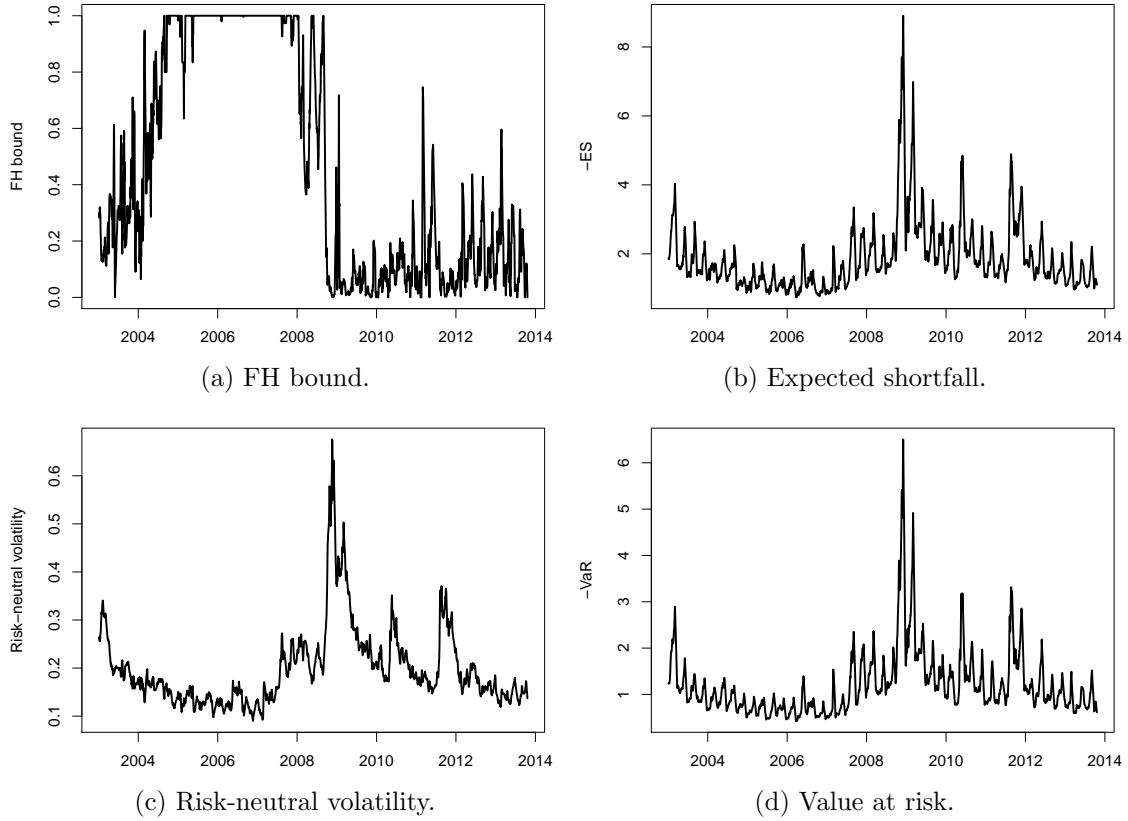 FH bound
0.0 0.2 0.4 0.6 0.8 1.0
2004 2006 2008 2010 2012 2014
(a) FH bound.
−ES
2 4 6 8
2004 2006 2008 2010 2012 2014
(b) Expected shortfall.
Risk−neutral volatility
0.1 0.2 0.3 0.4 0.5 0.6
2004 2006 2008 2010 2012 2014
(c) Risk-neutral volatility.
−VaR
1 2 3 4 5 6
2004 2006 2008 2010 2012 2014
(d) Value at risk.